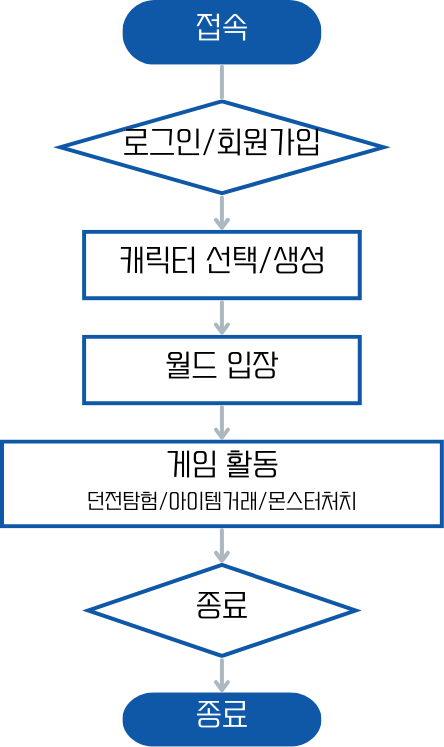 접속
로그인/회원가입
캐릭터 선택/생성
월드 입장
게임 활동
던전탐험/아이템거래/몬스터처치
종료
종료